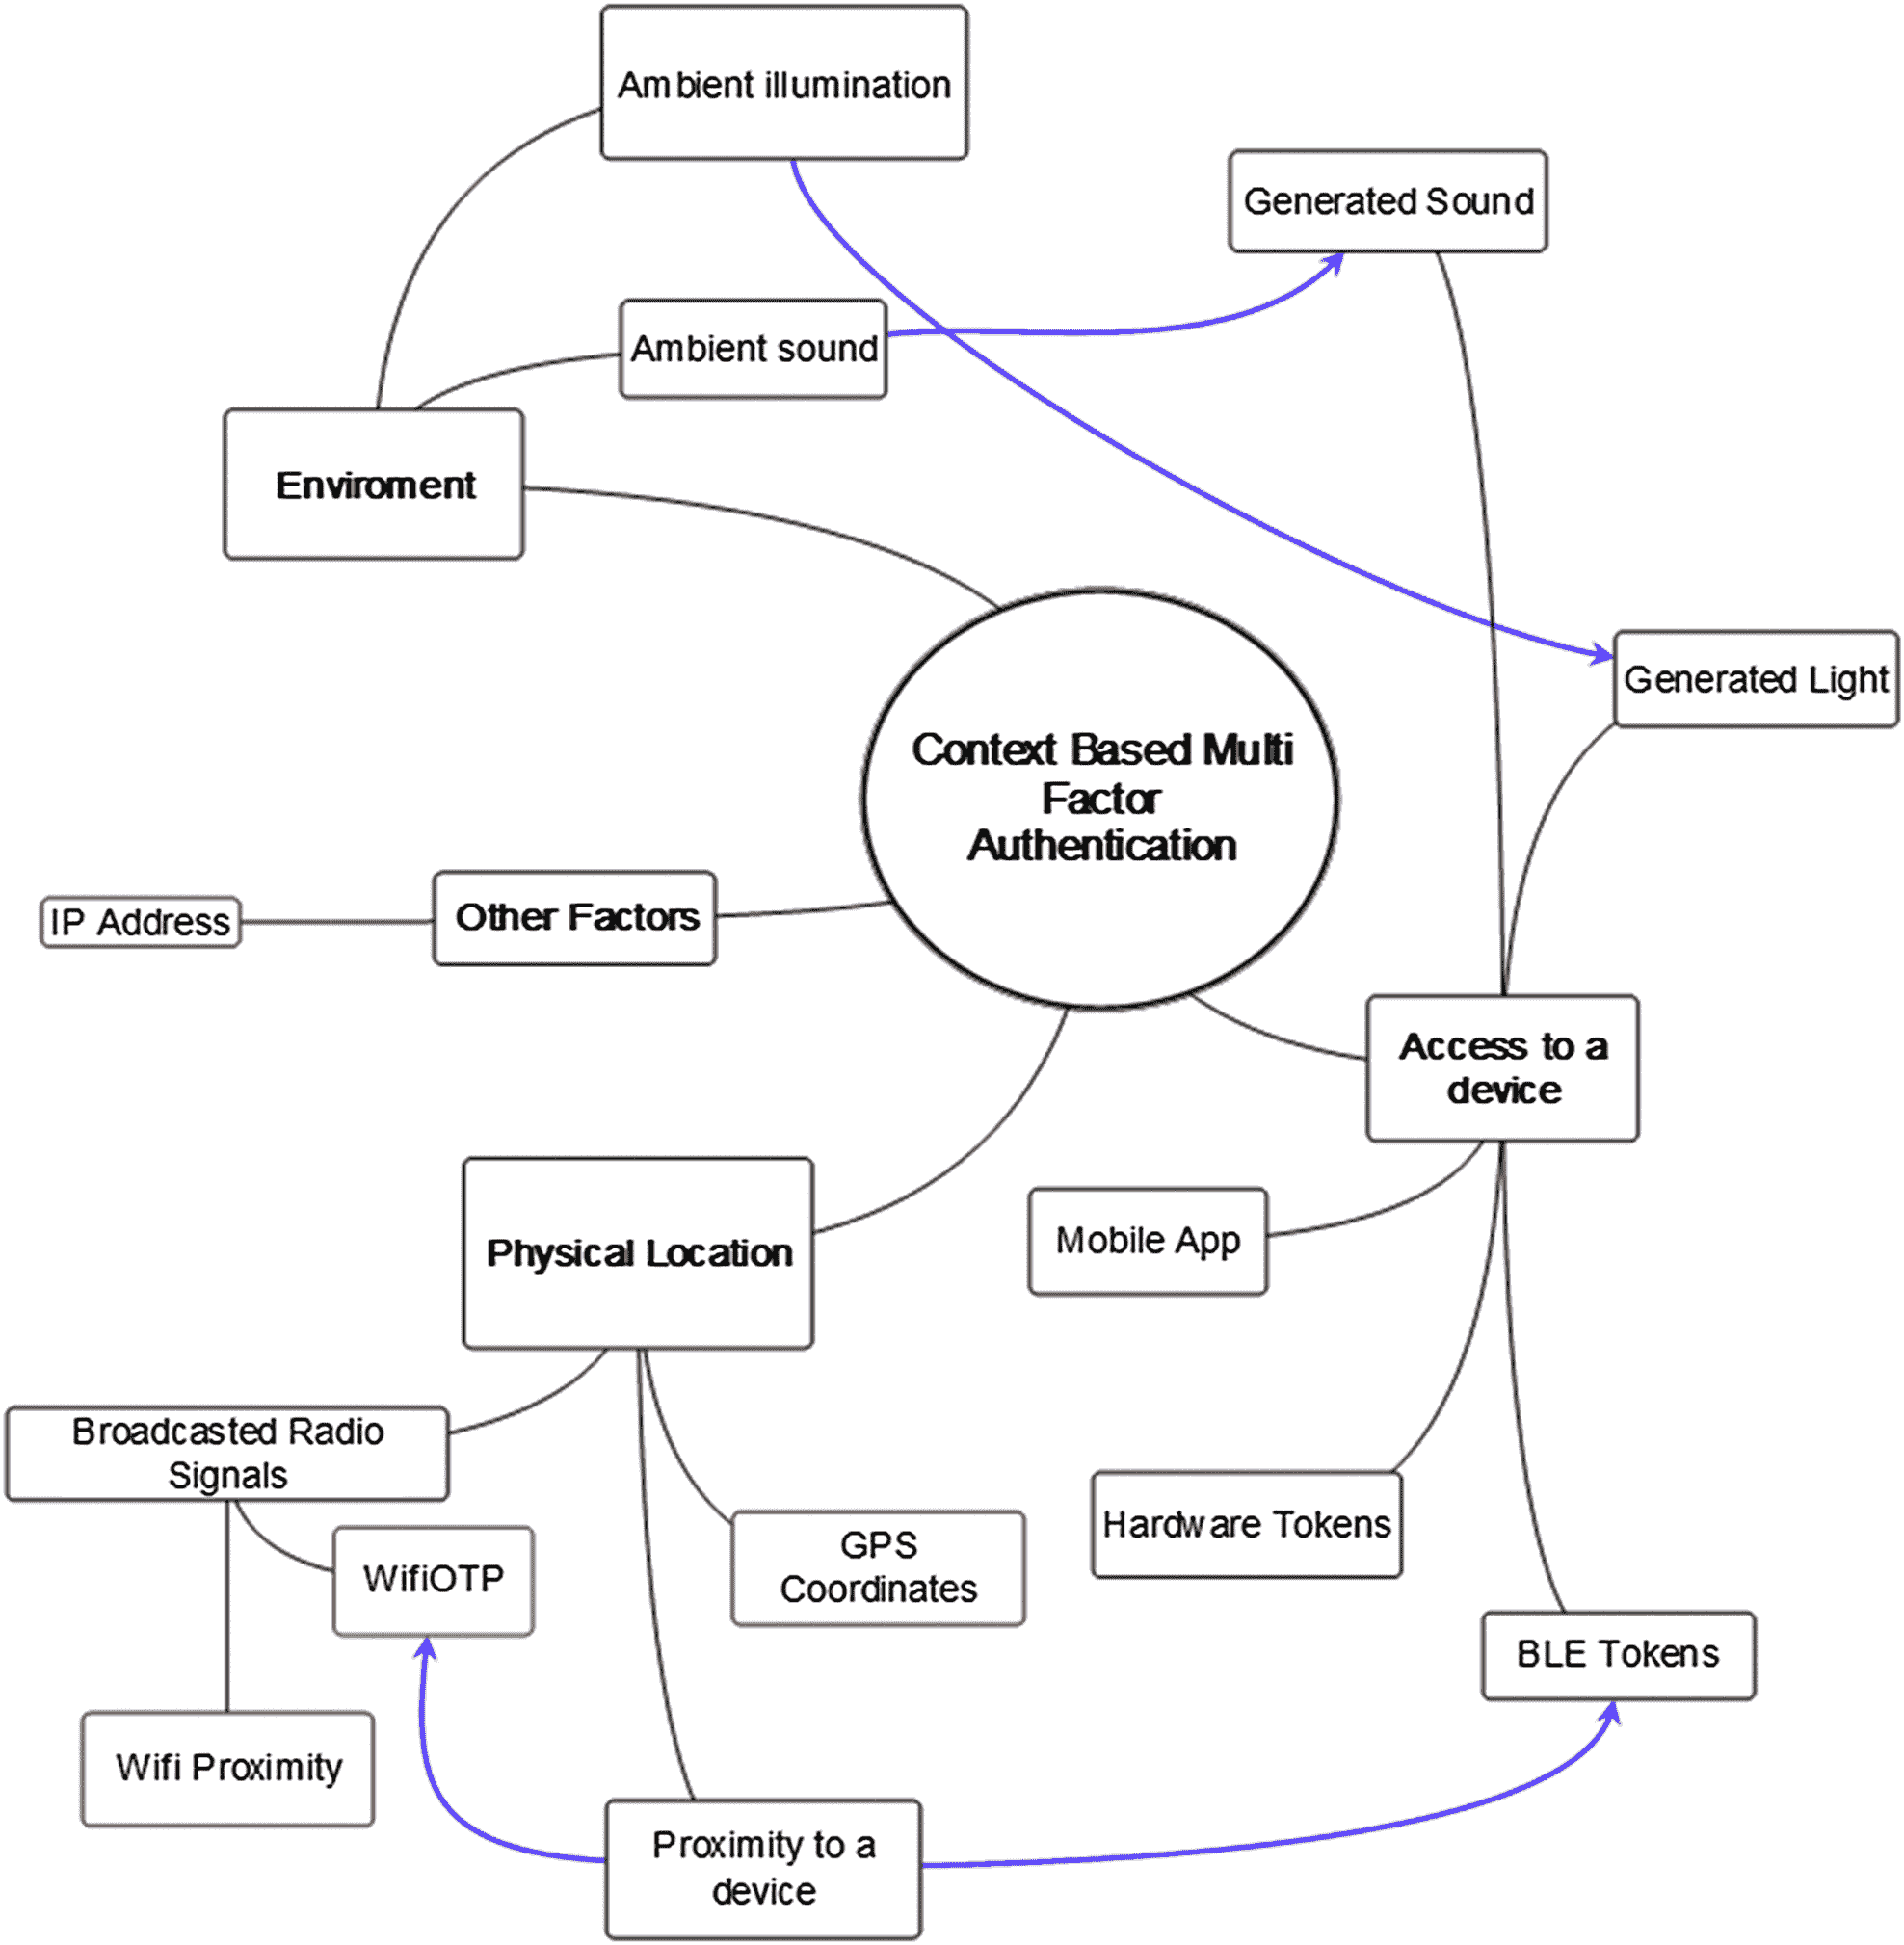 Ambient illumination
Generated Sound
Ambient sound
Enviroment
Generated Light
Context Based Multi
Factor
Authentication
IP Address
Other Factors
Access to a
device
Mobile App
Physical Location
Broadcasted Radio
Signals
Hardware Tokens
GPS
Coordinates
WifiOTP
BLE Tokens
Wifi Proximity
Proximity to a
device